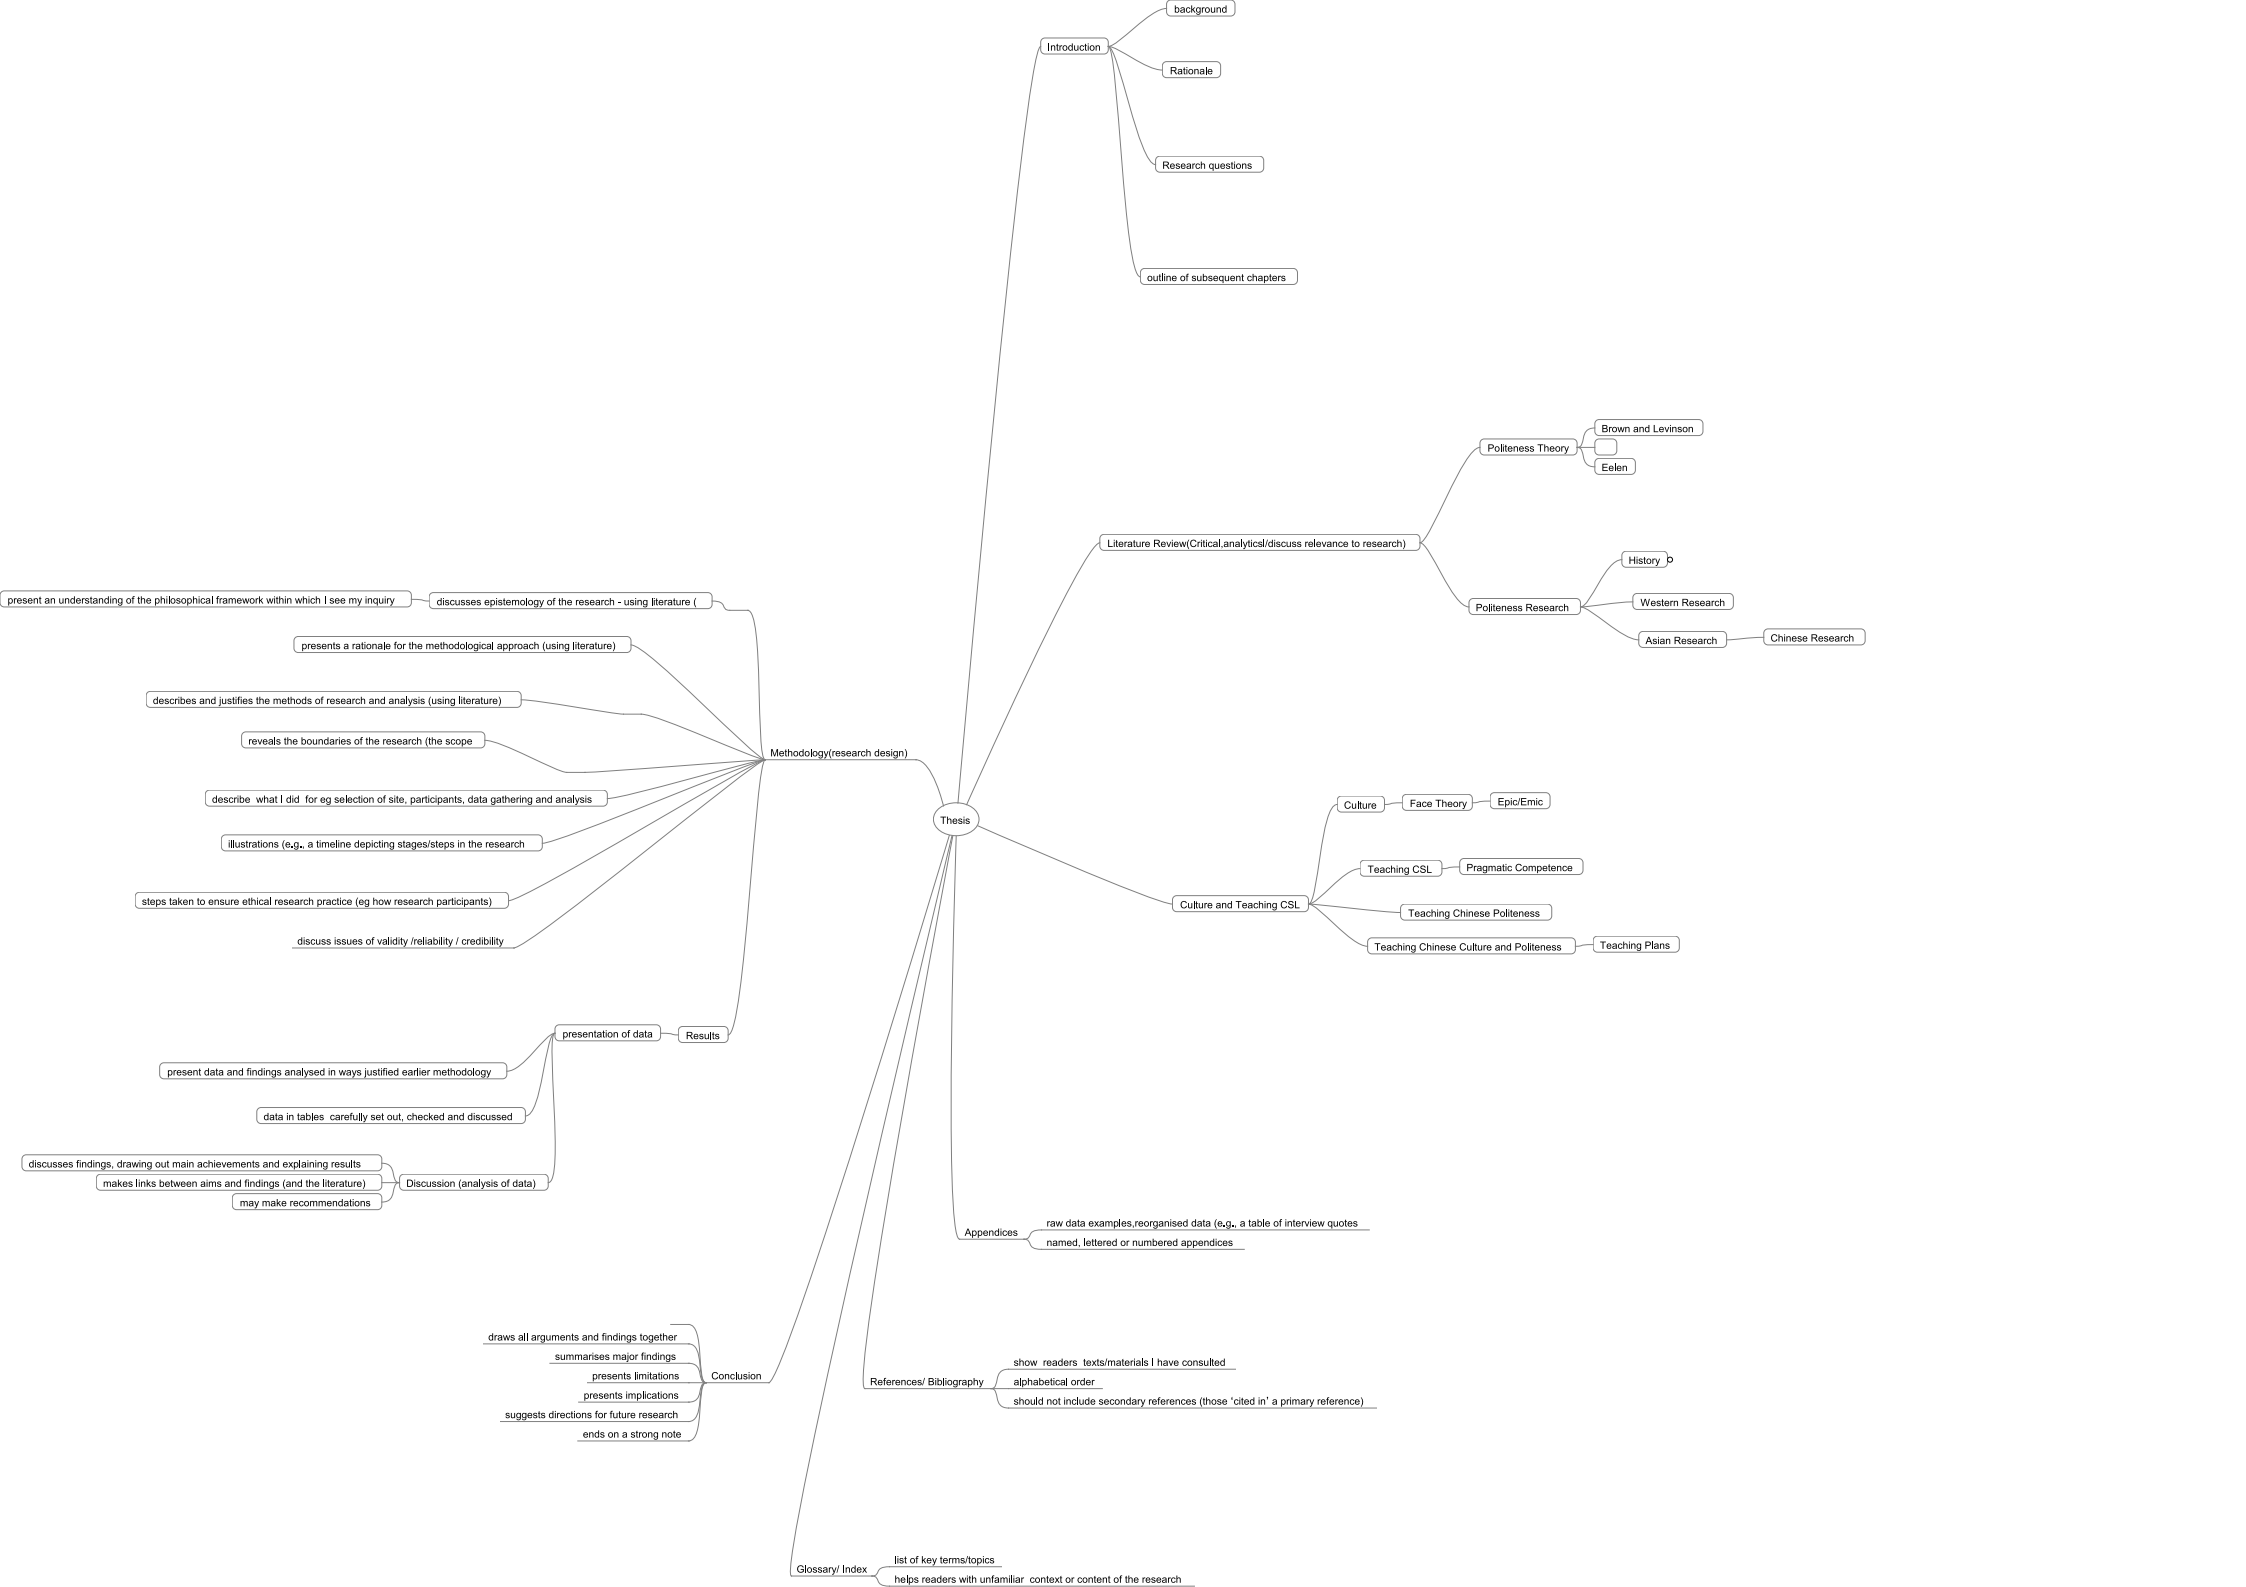 background
Introduction
Rationale
Research questions
outline of subsequent chapters
Brown and Levinson
Politeness Theory
Eelen
Literature Review(Critical,analyticsl/discuss relevance to research)
History
Western Research
Politeness Research
Asian Research
Chinese Research
present an understanding of the philosophical framework within which I see my inquiry
discusses epistemology of the research - using literature (
presents a rationale for the methodological approach (using literature)
describes and justifies the methods of research and analysis (using literature)
reveals the boundaries of the research (the scope
Methodology(research design)
describe  what I did  for eg selection of site, participants, data gathering and analysis
illustrations (e.g., a timeline depicting stages/steps in the research
steps taken to ensure ethical research practice (eg how research participants)
discuss issues of validity /reliability / credibility
Thesis
Culture
Face Theory
Epic/Emic
Teaching CSL
Pragmatic Competence
Culture and Teaching CSL
Teaching Chinese Politeness
Teaching Chinese Culture and Politeness
Teaching Plans
presentation of data
Results
present data and findings analysed in ways justified earlier methodology
data in tables  carefully set out, checked and discussed
discusses findings, drawing out main achievements and explaining results
makes links between aims and findings (and the literature)
Discussion (analysis of data)
may make recommendations
Appendices
raw data examples,reorganised data (e.g., a table of interview quotes
named, lettered or numbered appendices
draws all arguments and findings together
summarises major findings
presents limitations
Conclusion
presents implications
suggests directions for future research
ends on a strong note
References/ Bibliography
show  readers  texts/materials I have consulted
alphabetical order
should not include secondary references (those ‘cited in’ a primary reference)
Glossary/ Index
list of key terms/topics
helps readers with unfamiliar  context or content of the research